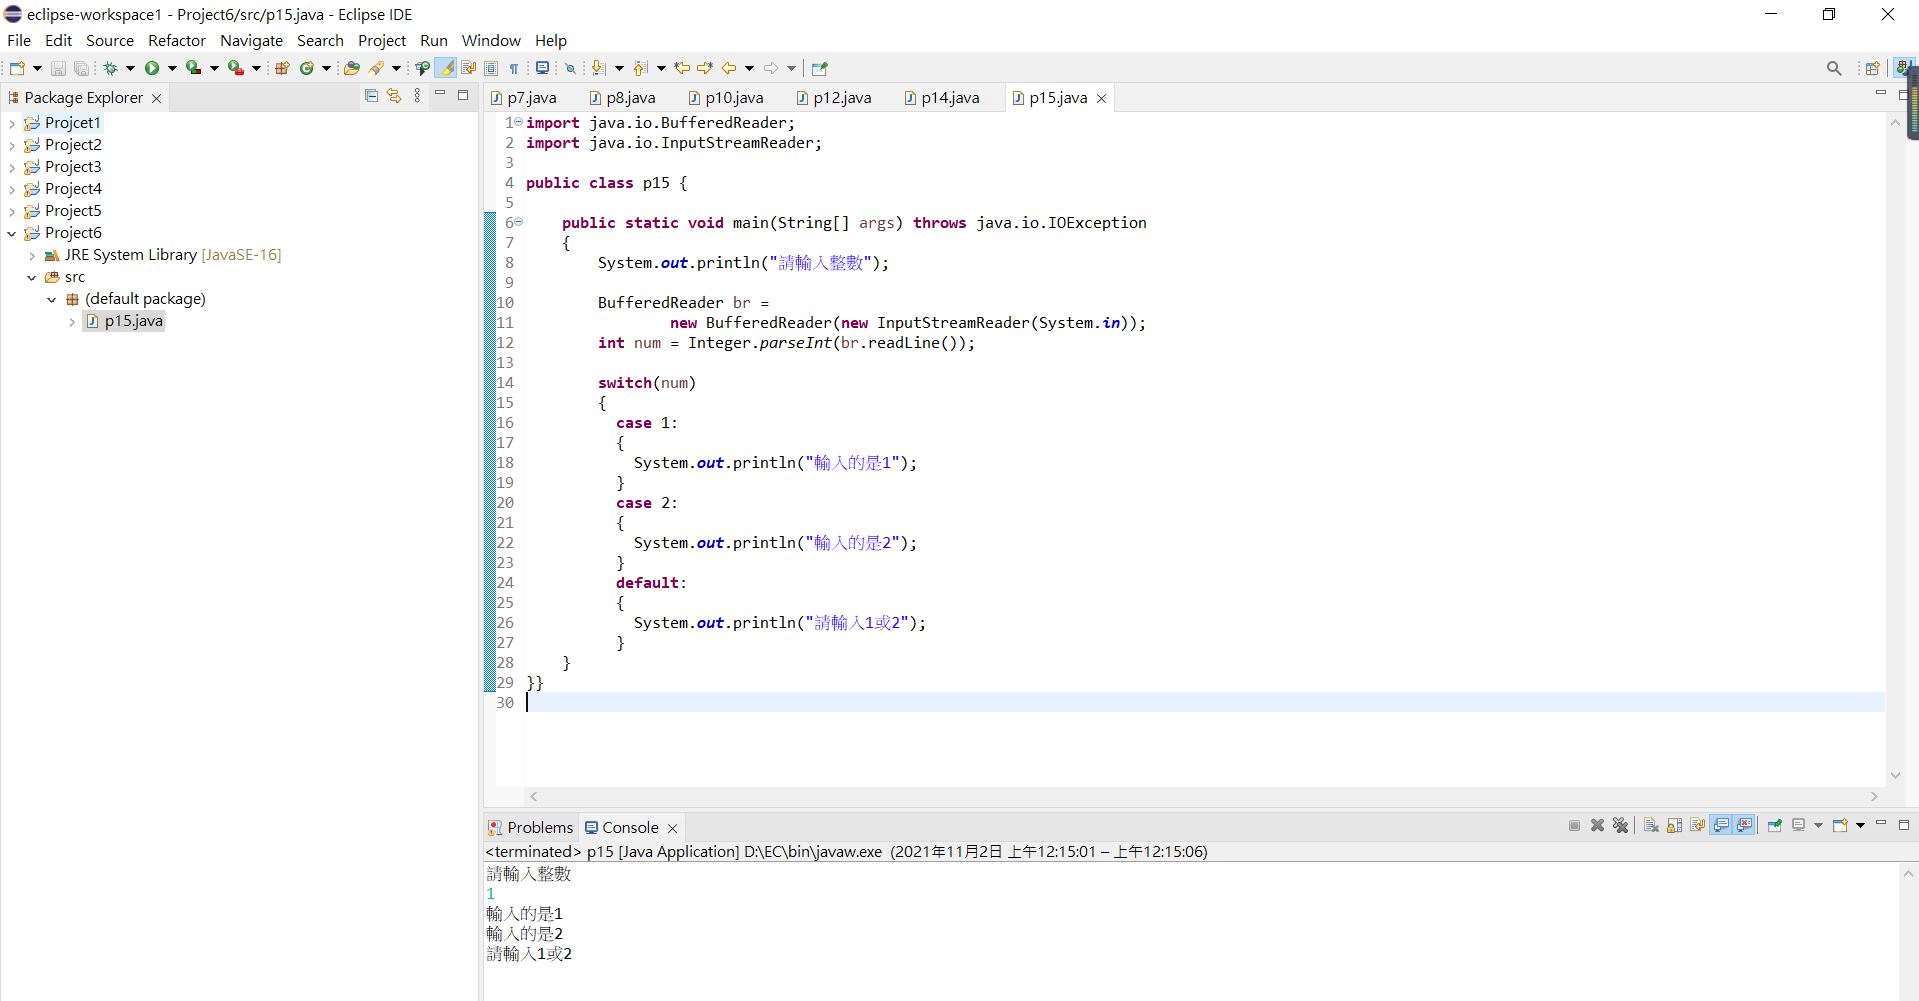 eclipse-workspace1 - Project6/src/p15.java - Eclipse IDE
File Edit Source Refactor Navigate Search Project Run Window Help
Package Explorer
Projcet1
Project2
Project3
Project4
Project5
Project6
JRE System Library [JavaSE-16]
src
(default package)
p15.java
p7.java p8.java p10.java p12.java p14.java p15.java
1 import java.io.BufferedReader;
2 import java.io.InputStreamReader;
3
4 public class p15 {
5
6 public static void main(String[] args) throws java.io.IOException
7 {
8 System.out.println("請輸入整數");
9
10 BufferedReader br =
11 new BufferedReader(new InputStreamReader(System.in));
12 int num = Integer.parseInt(br.readLine());
13
14 switch(num)
15 {
16 case 1:
17 {
18 System.out.println("輸入的是1");
19 }
20 case 2:
21 {
22 System.out.println("輸入的是2");
23 }
24 default:
25 {
26 System.out.println("請輸入1或2");
27 }
28 }
29 }}
30
Problems Console
<terminated> p15 [Java Application] D:\EC\bin\javaw.exe (2021年11月2日 上午12:15:01 – 上午12:15:06)
請輸入整數
1
輸入的是1
輸入的是2
請輸入1或2